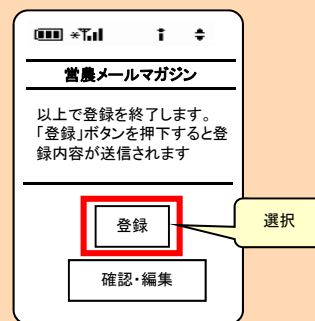 営農メールマガジン
以上で登録を終了します。
「登録」ボタンを押下すると登
録内容が送信されます
登録
選択
確認・編集